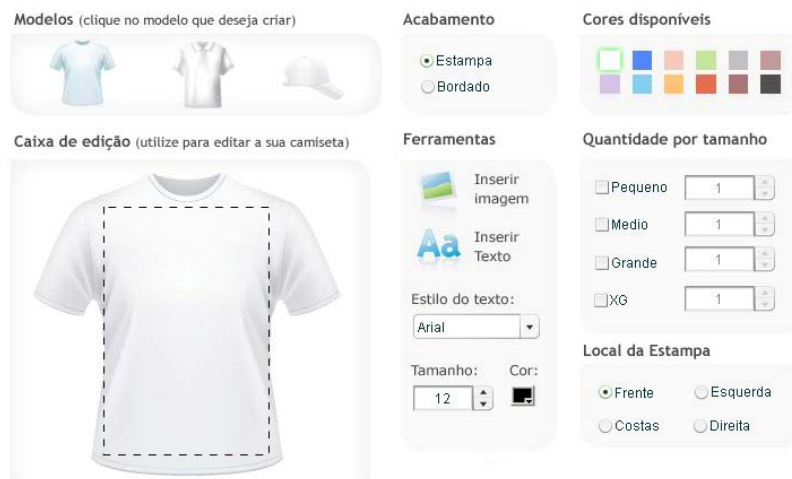 Modelos (clique no modelo que deseja criar)
Caixa de edição (utilize para editar a sua camiseta)
Acabamento
Estampa
Bordado
Ferramentas
Inserir
imagem
Aa
Inserir
Texto
Estilo do texto:
Arial
Tamanho: Cor:
12
Cores disponíveis
Quantidade por tamanho
Pequeno 1
Medio 1
Grande 1
XG 1
Local da Estampa
Frente Esquerda
Costas Direita